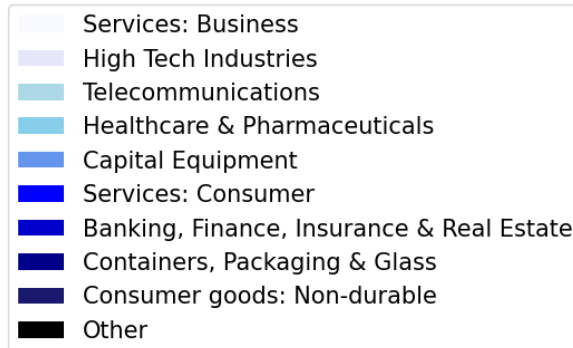 Services: Business
High Tech Industries
Telecommunications
Healthcare & Pharmaceuticals
Capital Equipment
Services: Consumer
Banking, Finance, Insurance & Real Estate
Containers, Packaging & Glass
Consumer goods: Non-durable
Other